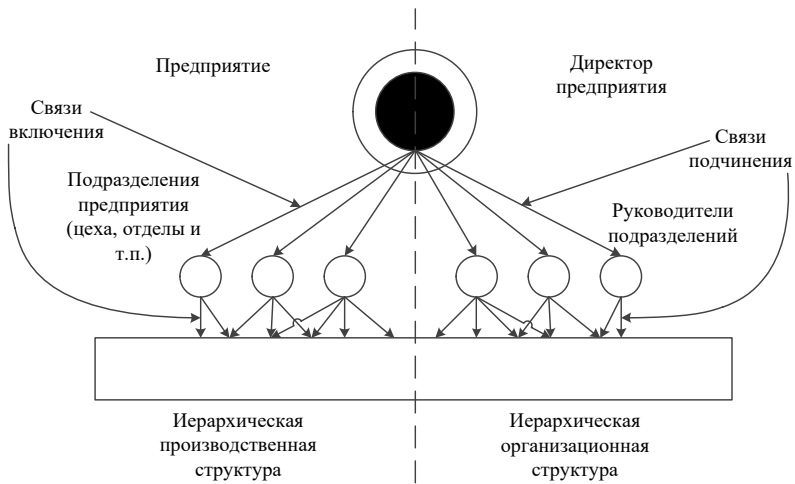 Предприятие
Директор
предприятия
Связи
включения
Связи
подчинения
Подразделения
предприятия
(цеха, отделы и
т.п.)
Руководители
подразделений
Иерархическая
производственная
структура
Иерархическая
организационная
структура